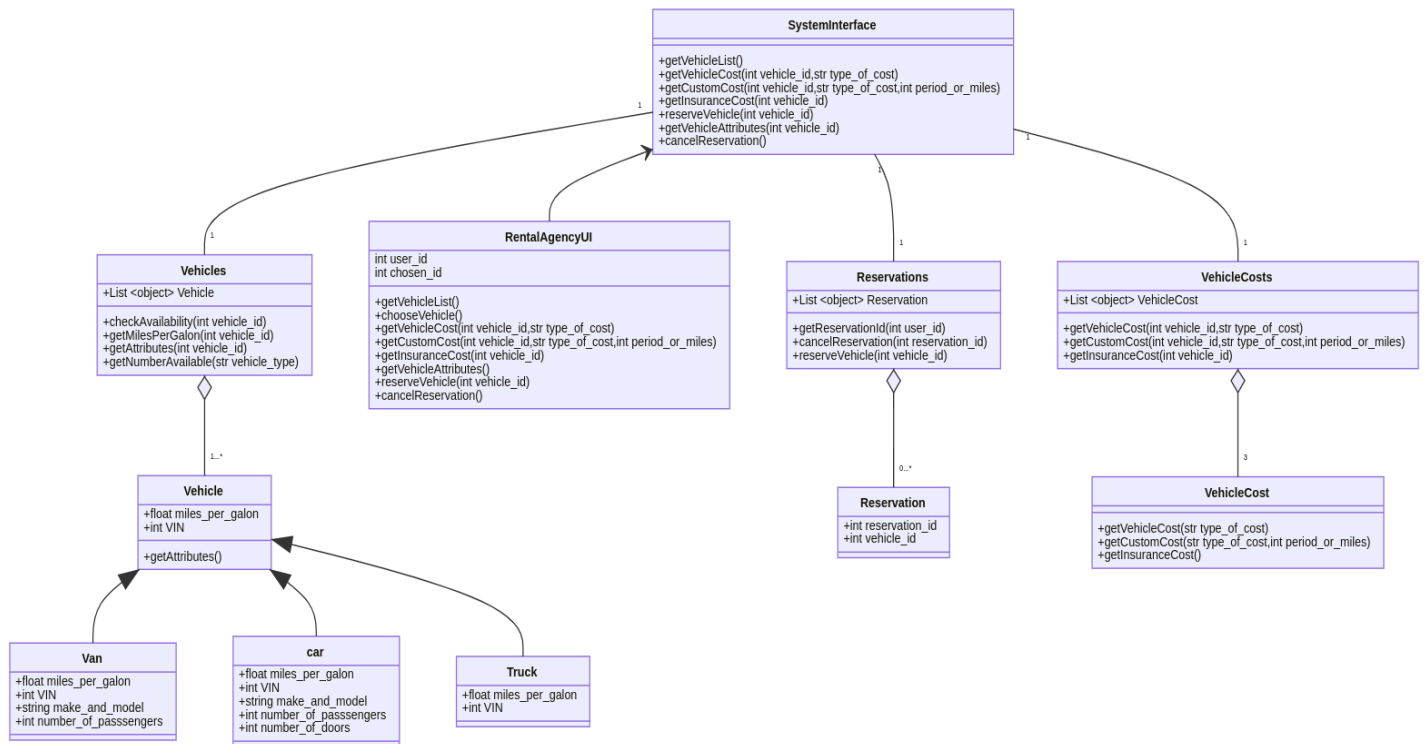 SystemInterface
+getVehicleList()
+getVehicleCost(int vehicle_id,str type_of_cost)
+getCustomCost(int vehicle_id,str type_of_cost,int period_or_miles)
+getInsuranceCost(int vehicle_id)
+reserveVehicle(int vehicle_id)
+getVehicleAttributes(int vehicle_id)
+cancelReservation()
1
1
1
1
1
1
Vehicles
+List <object> Vehicle
+checkAvailability(int vehicle_id)
+getMilesPerGalon(int vehicle_id)
+getAttributes(int vehicle_id)
+getNumberAvailable(str vehicle_type)
RentalAgencyUI
int user_id
int chosen_id
+getVehicleList()
+chooseVehicle()
+getVehicleCost(int vehicle_id,str type_of_cost)
+getCustomCost(int vehicle_id,str type_of_cost,int period_or_miles)
+getInsuranceCost(int vehicle_id)
+getVehicleAttributes()
+reserveVehicle(int vehicle_id)
+cancelReservation()
Reservations
+List <object> Reservation
+getReservationId(int user_id)
+cancelReservation(int reservation_id)
+reserveVehicle(int vehicle_id)
VehicleCosts
+List <object> VehicleCost
+getVehicleCost(int vehicle_id,str type_of_cost)
+getCustomCost(int vehicle_id,str type_of_cost,int period_or_miles)
+getInsuranceCost(int vehicle_id)
1...*
0...*
3
Vehicle
+float miles_per_galon
+int VIN
+getAttributes()
Reservation
+int reservation_id
+int vehicle_id
VehicleCost
+getVehicleCost(str type_of_cost)
+getCustomCost(str type_of_cost,int period_or_miles)
+getInsuranceCost()
Van
+float miles_per_galon
+int VIN
+string make_and_model
+int number_of_passsengers
car
+float miles_per_galon
+int VIN
+string make_and_model
+int number_of_passsengers
+int number_of_doors
Truck
+float miles_per_galon
+int VIN